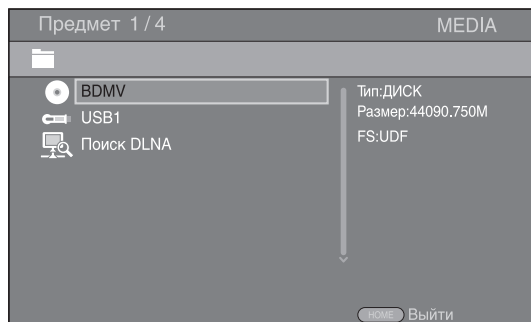 Предмет 1 / 4 MEDIA
BDMV
USB1
Поиск DLNA
Тип:ДИСК
Размер:44090.750M
FS:UDF
HOME Выйти